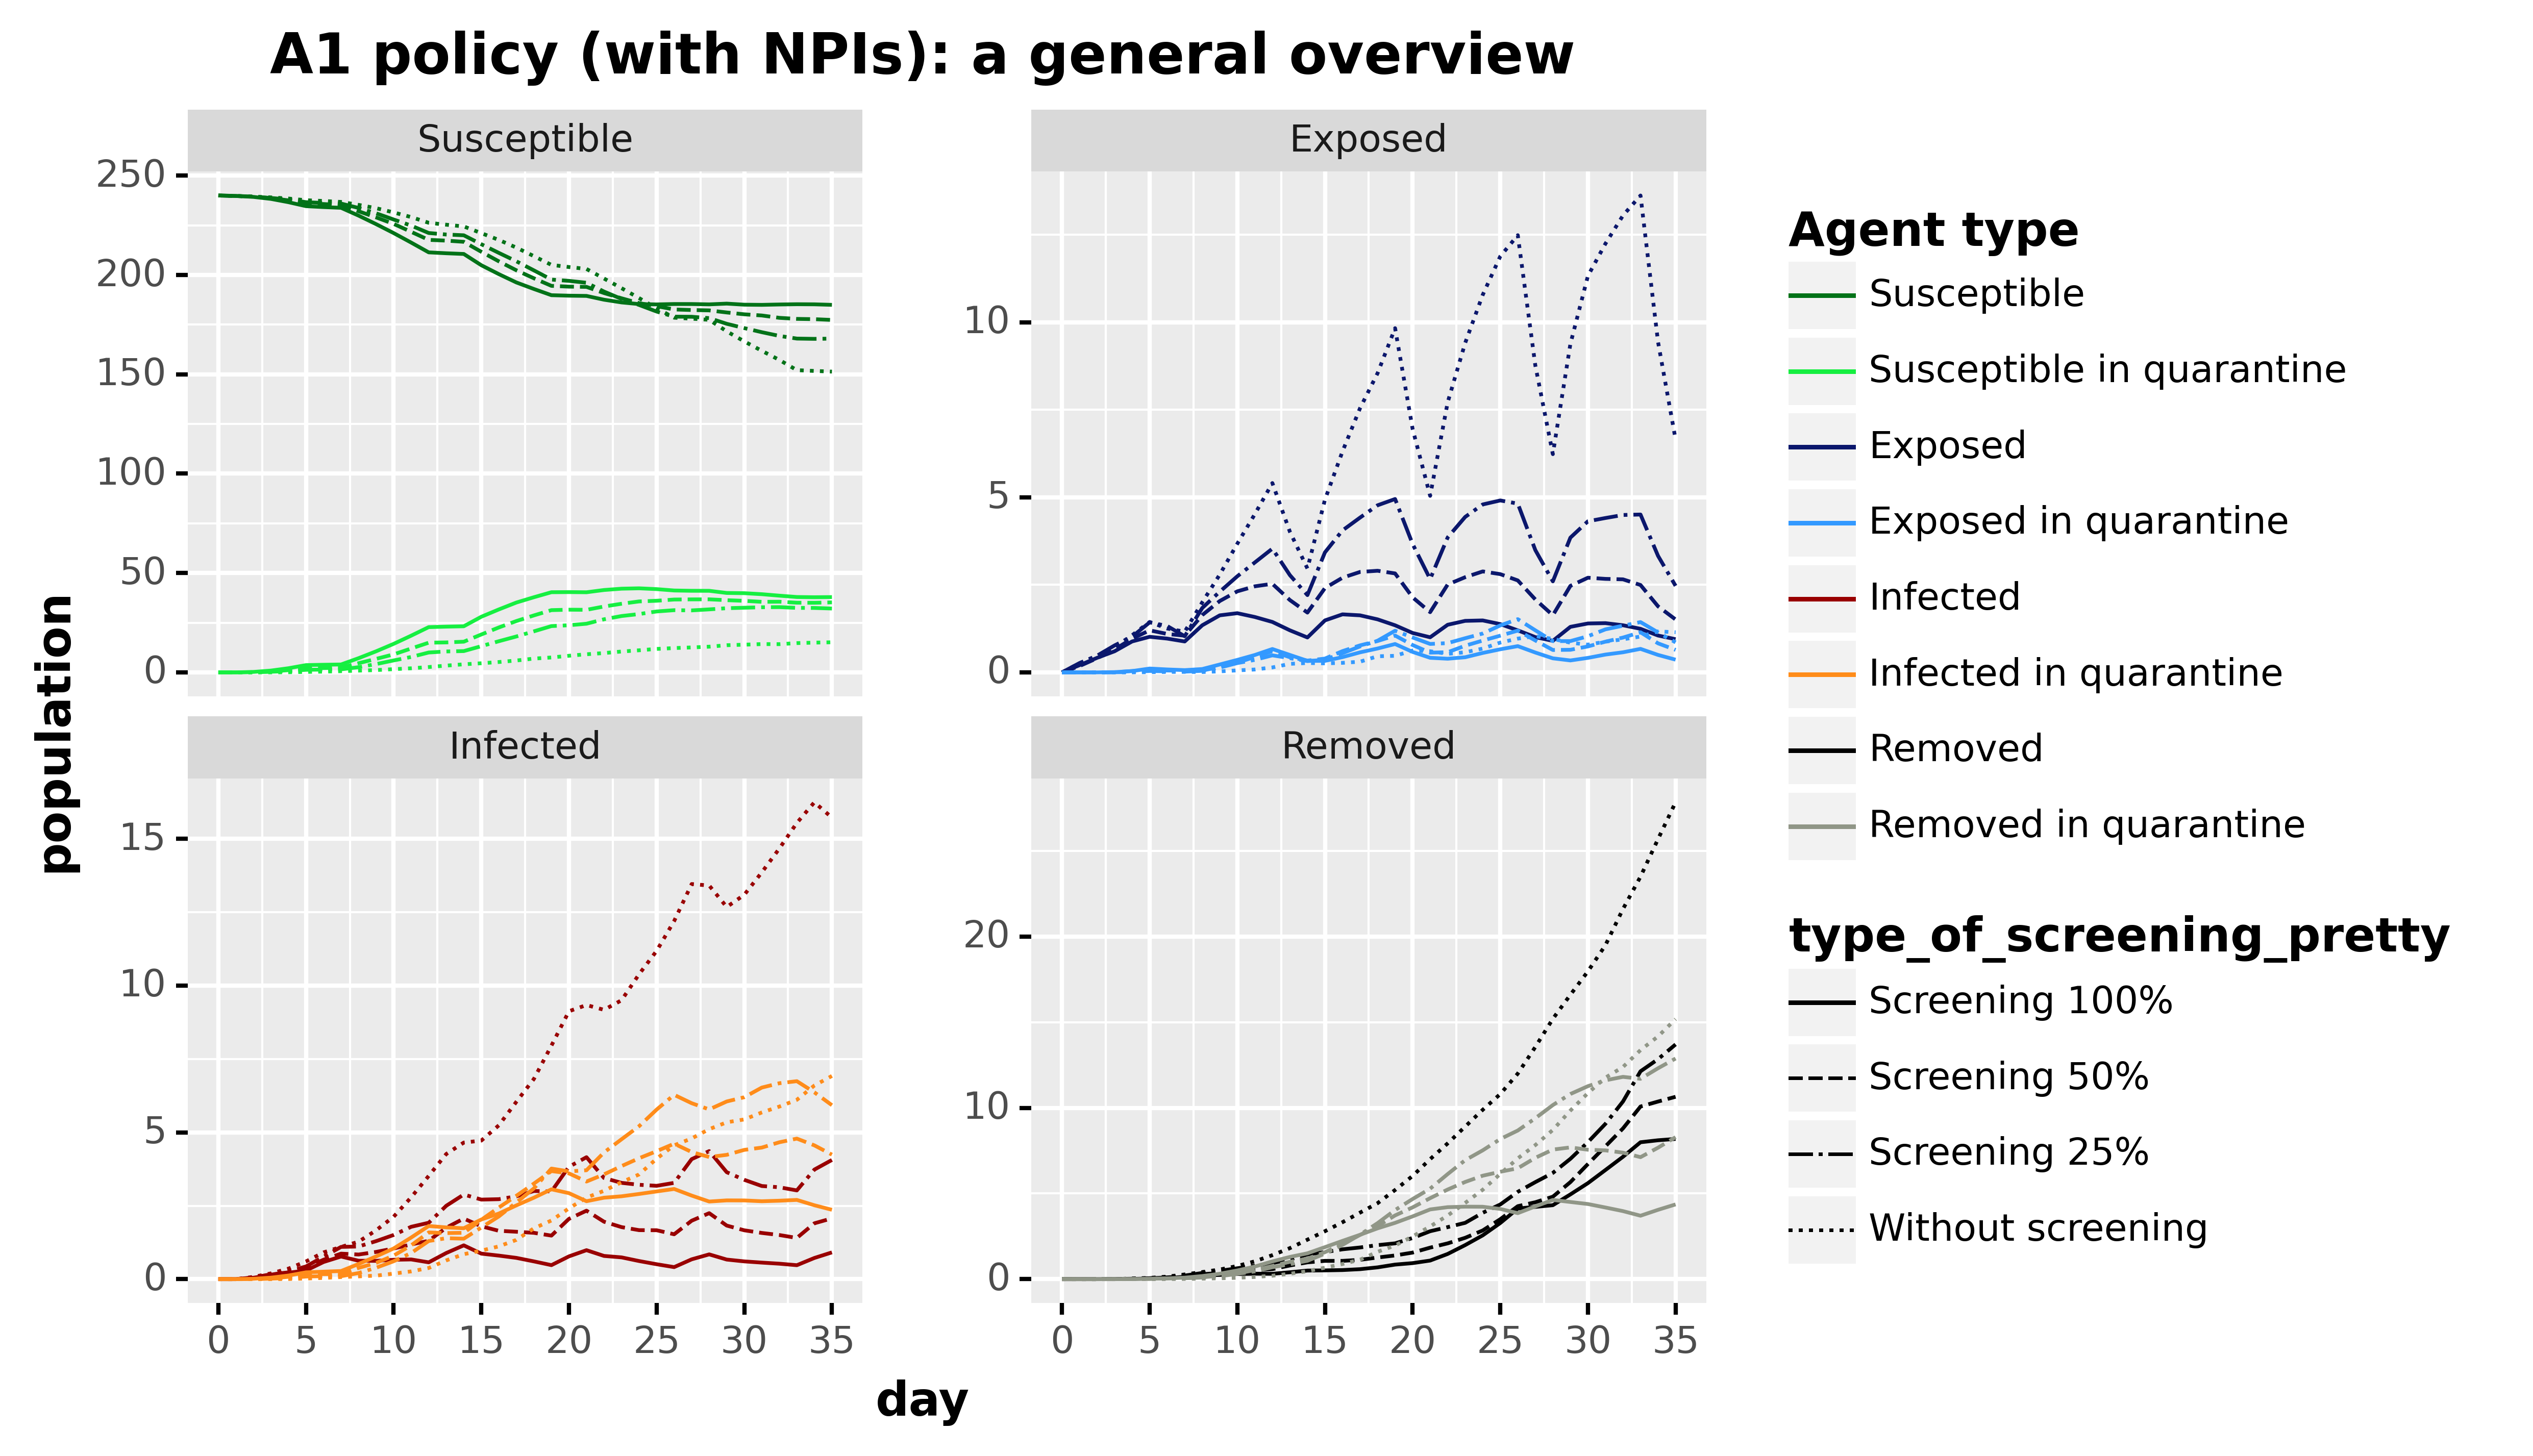 A1 policy (with NPIs): a general overview
Susceptible
Exposed
250
200
150
100
50
0
10
5
0
Infected
Removed
15
10
5
0
20
10
0
0 5 10 15 20 25 30 35
0 5 10 15 20 25 30 35
population
day
Agent type
Susceptible
Susceptible in quarantine
Exposed
Exposed in quarantine
Infected
Infected in quarantine
Removed
Removed in quarantine
type_of_screening_pretty
Screening 100%
Screening 50%
Screening 25%
Without screening